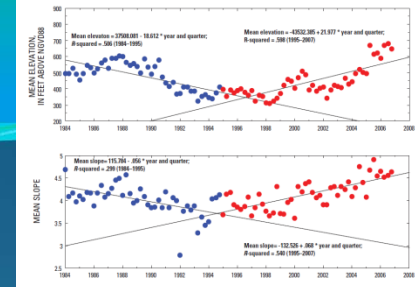 900
800
700
600
500
400
300
200
MEAN ELEVATION,
IN FEET ABOVE NGVD88
Mean elevation = 37508.081 - 18.612 * year and quarter;
R-squared = .506 (1984–1995)
Mean elevation = -43532.385 + 21.977 * year and quarter;
R-squared = .598 (1995–2007)
1984 1986 1988 1990 1992 1994 1996 1998 2000 2002 2004 2006 2008
5
4.5
4
3.5
3
2.5
MEAN SLOPE
Mean slope= 115.784 - .056 * year and quarter;
R-squared = .299 (1984–1995)
Mean slope= -132.526 + .068 * year and quarter;
R-squared = .540 (1995–2007)
1984 1986 1988 1990 1992 1994 1996 1998 2000 2002 2004 2006 2008